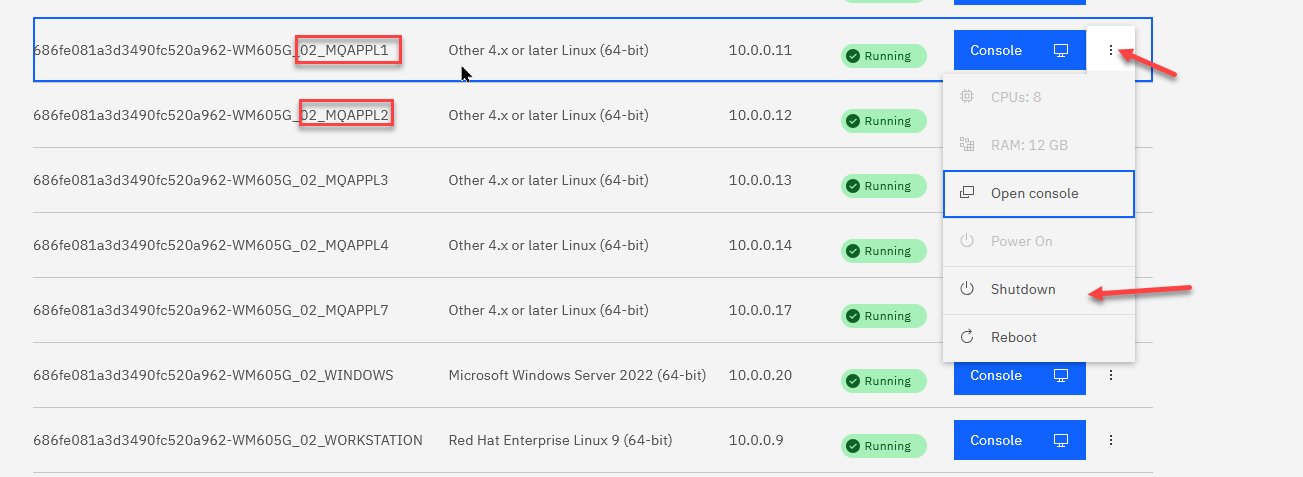 686fe081a3d3490fc520a962-WM605G_02_MQAPPL1 Other 4.x or later Linux (64-bit) 10.0.0.11 Running Console
CPUs: 8
686fe081a3d3490fc520a962-WM605G_02_MQAPPL2 Other 4.x or later Linux (64-bit) 10.0.0.12 Running
RAM: 12 GB
686fe081a3d3490fc520a962-WM605G_02_MQAPPL3 Other 4.x or later Linux (64-bit) 10.0.0.13 Running
Open console
686fe081a3d3490fc520a962-WM605G_02_MQAPPL4 Other 4.x or later Linux (64-bit) 10.0.0.14 Running
Power On
Shutdown
686fe081a3d3490fc520a962-WM605G_02_MQAPPL7 Other 4.x or later Linux (64-bit) 10.0.0.17 Running
Reboot
686fe081a3d3490fc520a962-WM605G_02_WINDOWS Microsoft Windows Server 2022 (64-bit) 10.0.0.20 Running Console
686fe081a3d3490fc520a962-WM605G_02_WORKSTATION Red Hat Enterprise Linux 9 (64-bit) 10.0.0.9 Running Console